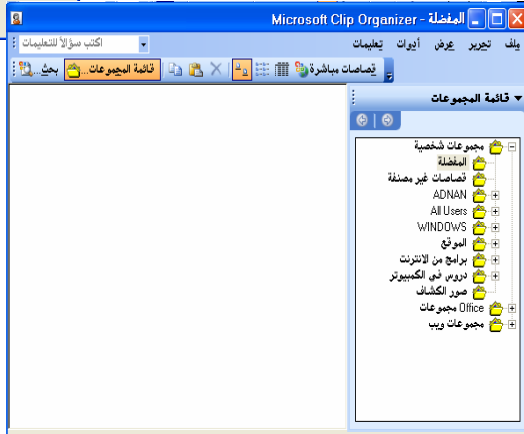 المفضلة - Microsoft Clip Organizer
ملف تحرير عرض أدوات تعليمات
اكتب سؤالاً للتعليمات
قصاصات مباشرة
قائمة المجموعات...
بحث...
قائمة المجموعات
مجموعات شخصية
المفضلة
قصاصات غير مصنفة
ADNAN
All Users
WINDOWS
الموقع
برامج من الانترنت
دروس في الكمبيوتر
صور الكشاف
Office مجموعات
مجموعات ويب